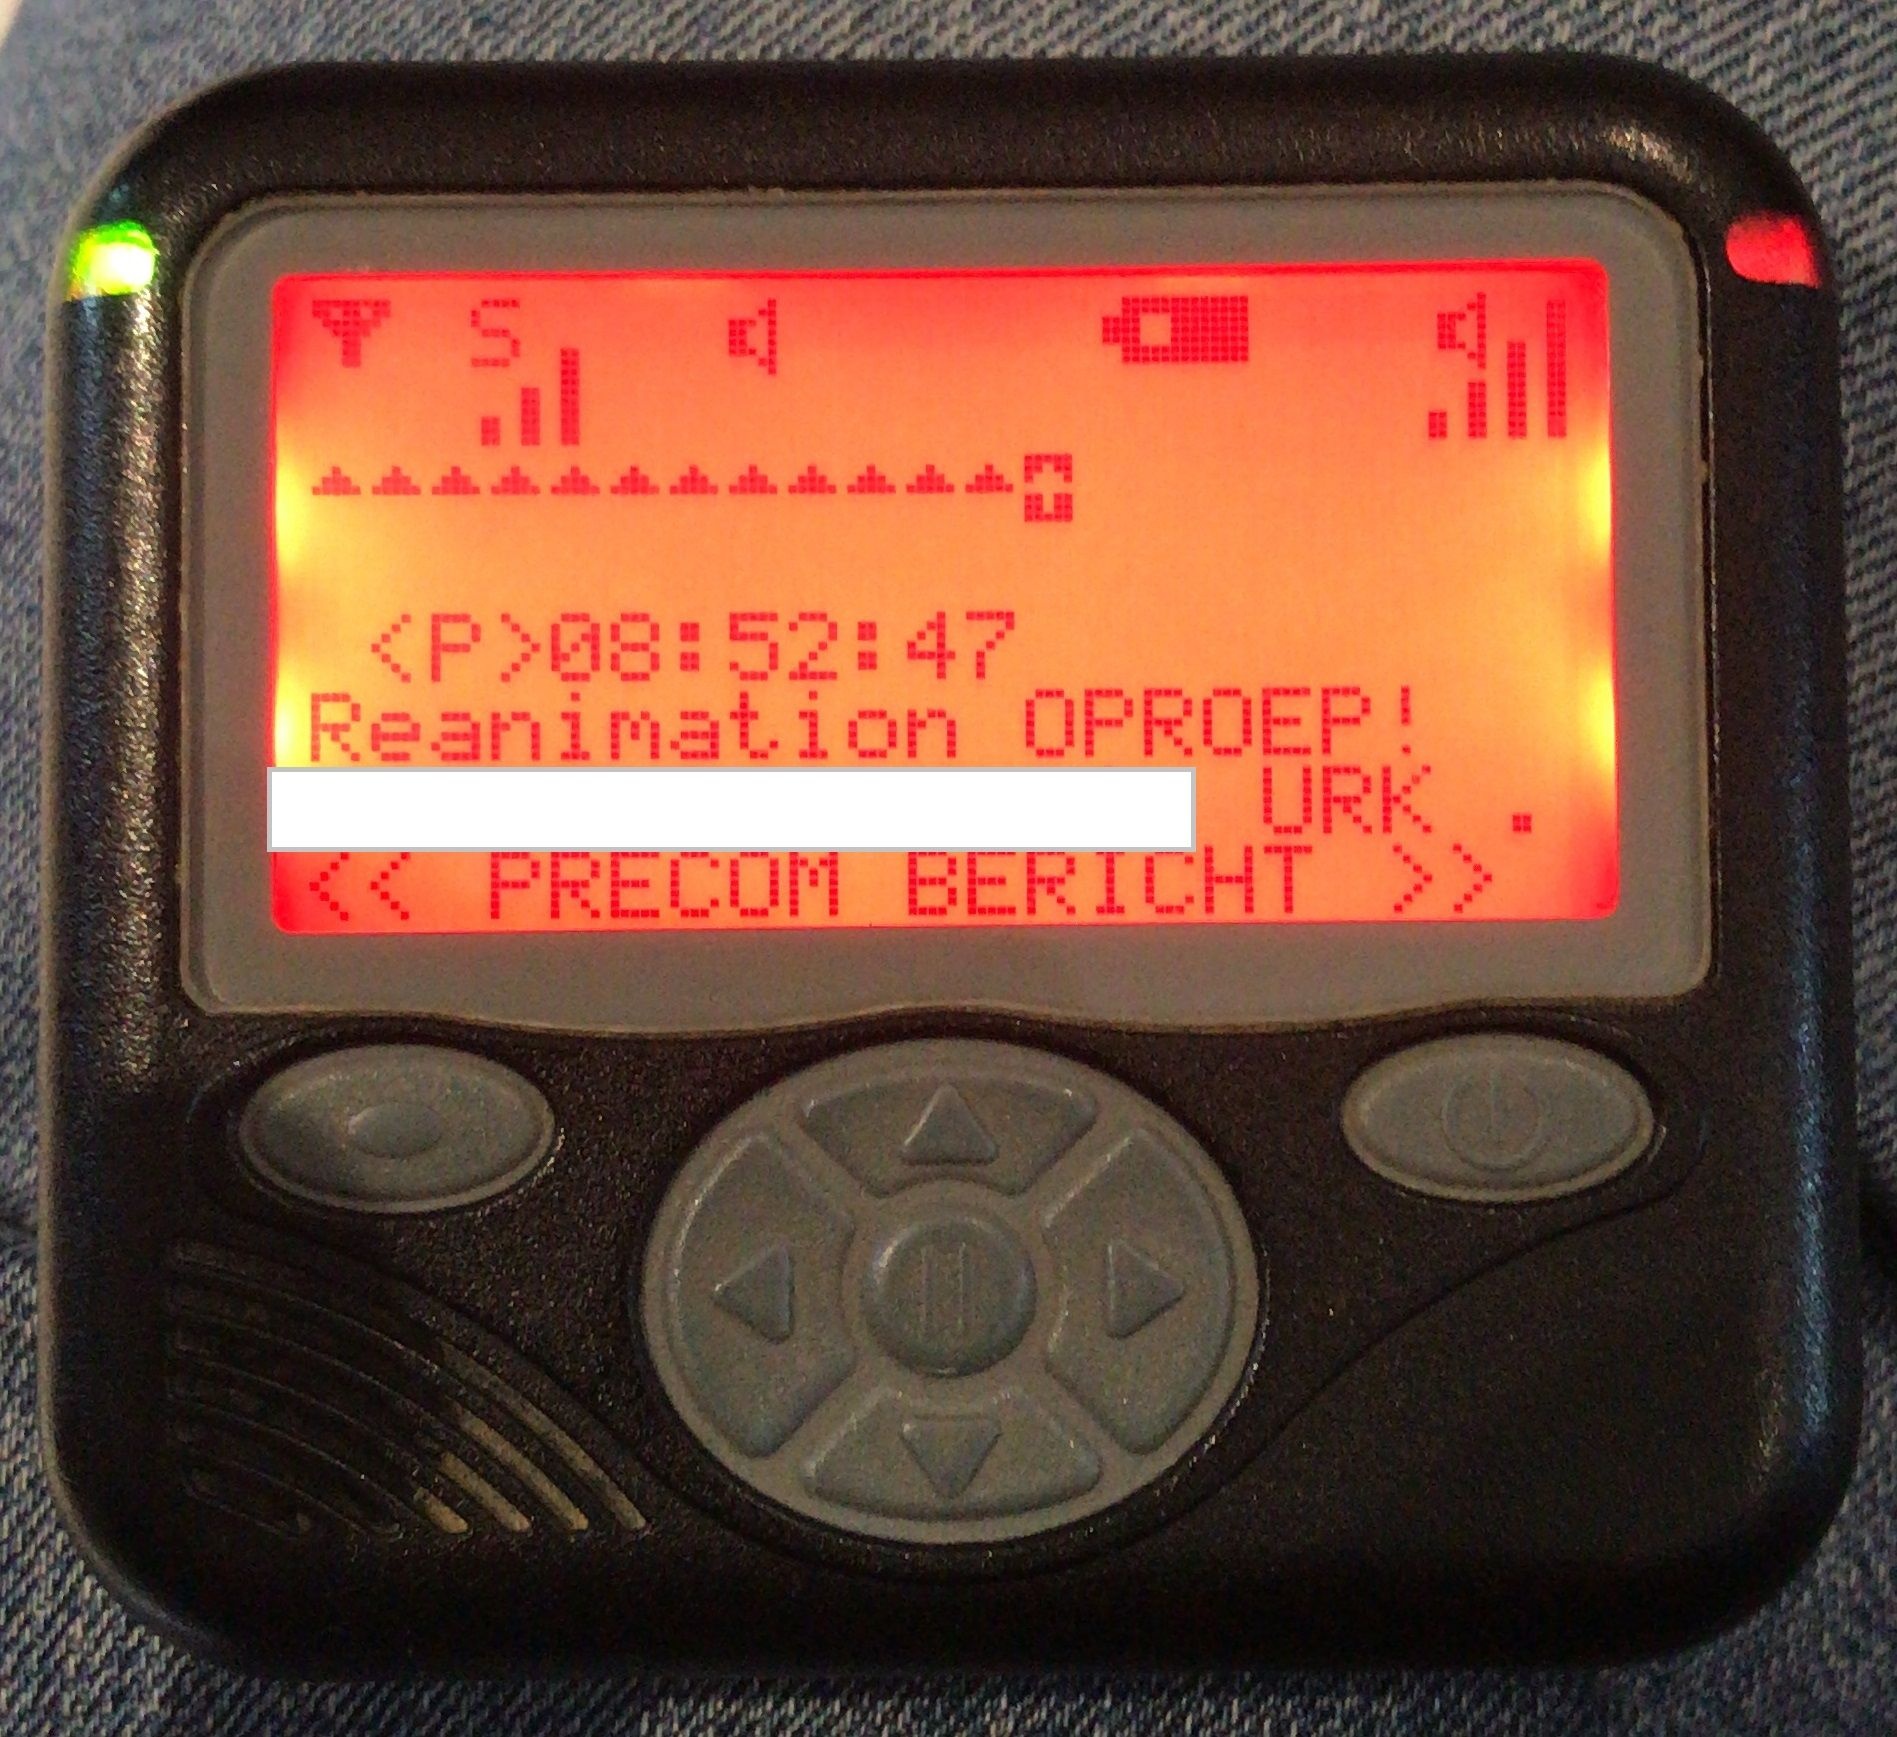 S
<P>08:52:47
Reanimation OPROEP!
URK .
<< PRECOM BERICHT >>